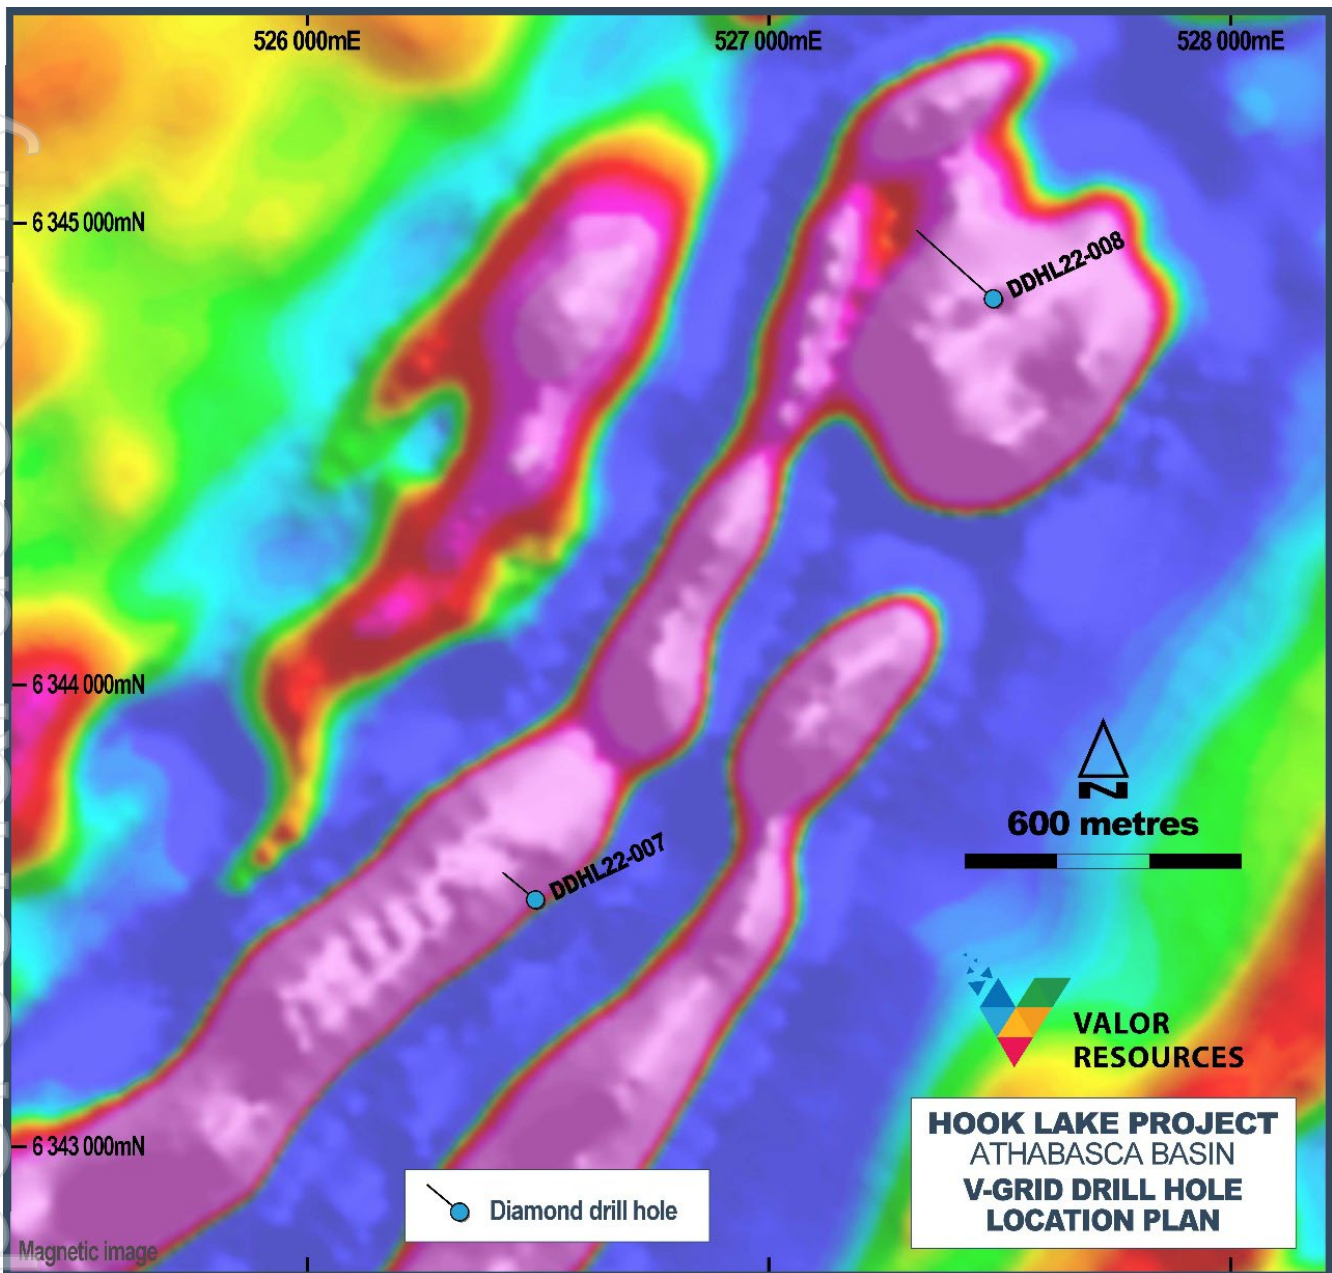 526 000mE
527 000mE
528 000mE
6 345 000mN
DDHL22-008
6 344 000mN
N
600 metres
DDHL22-007
VALOR
RESOURCES
6 343 000mN
HOOK LAKE PROJECT
ATHABASCA BASIN
V-GRID DRILL HOLE
LOCATION PLAN
Diamond drill hole
Magnetic image